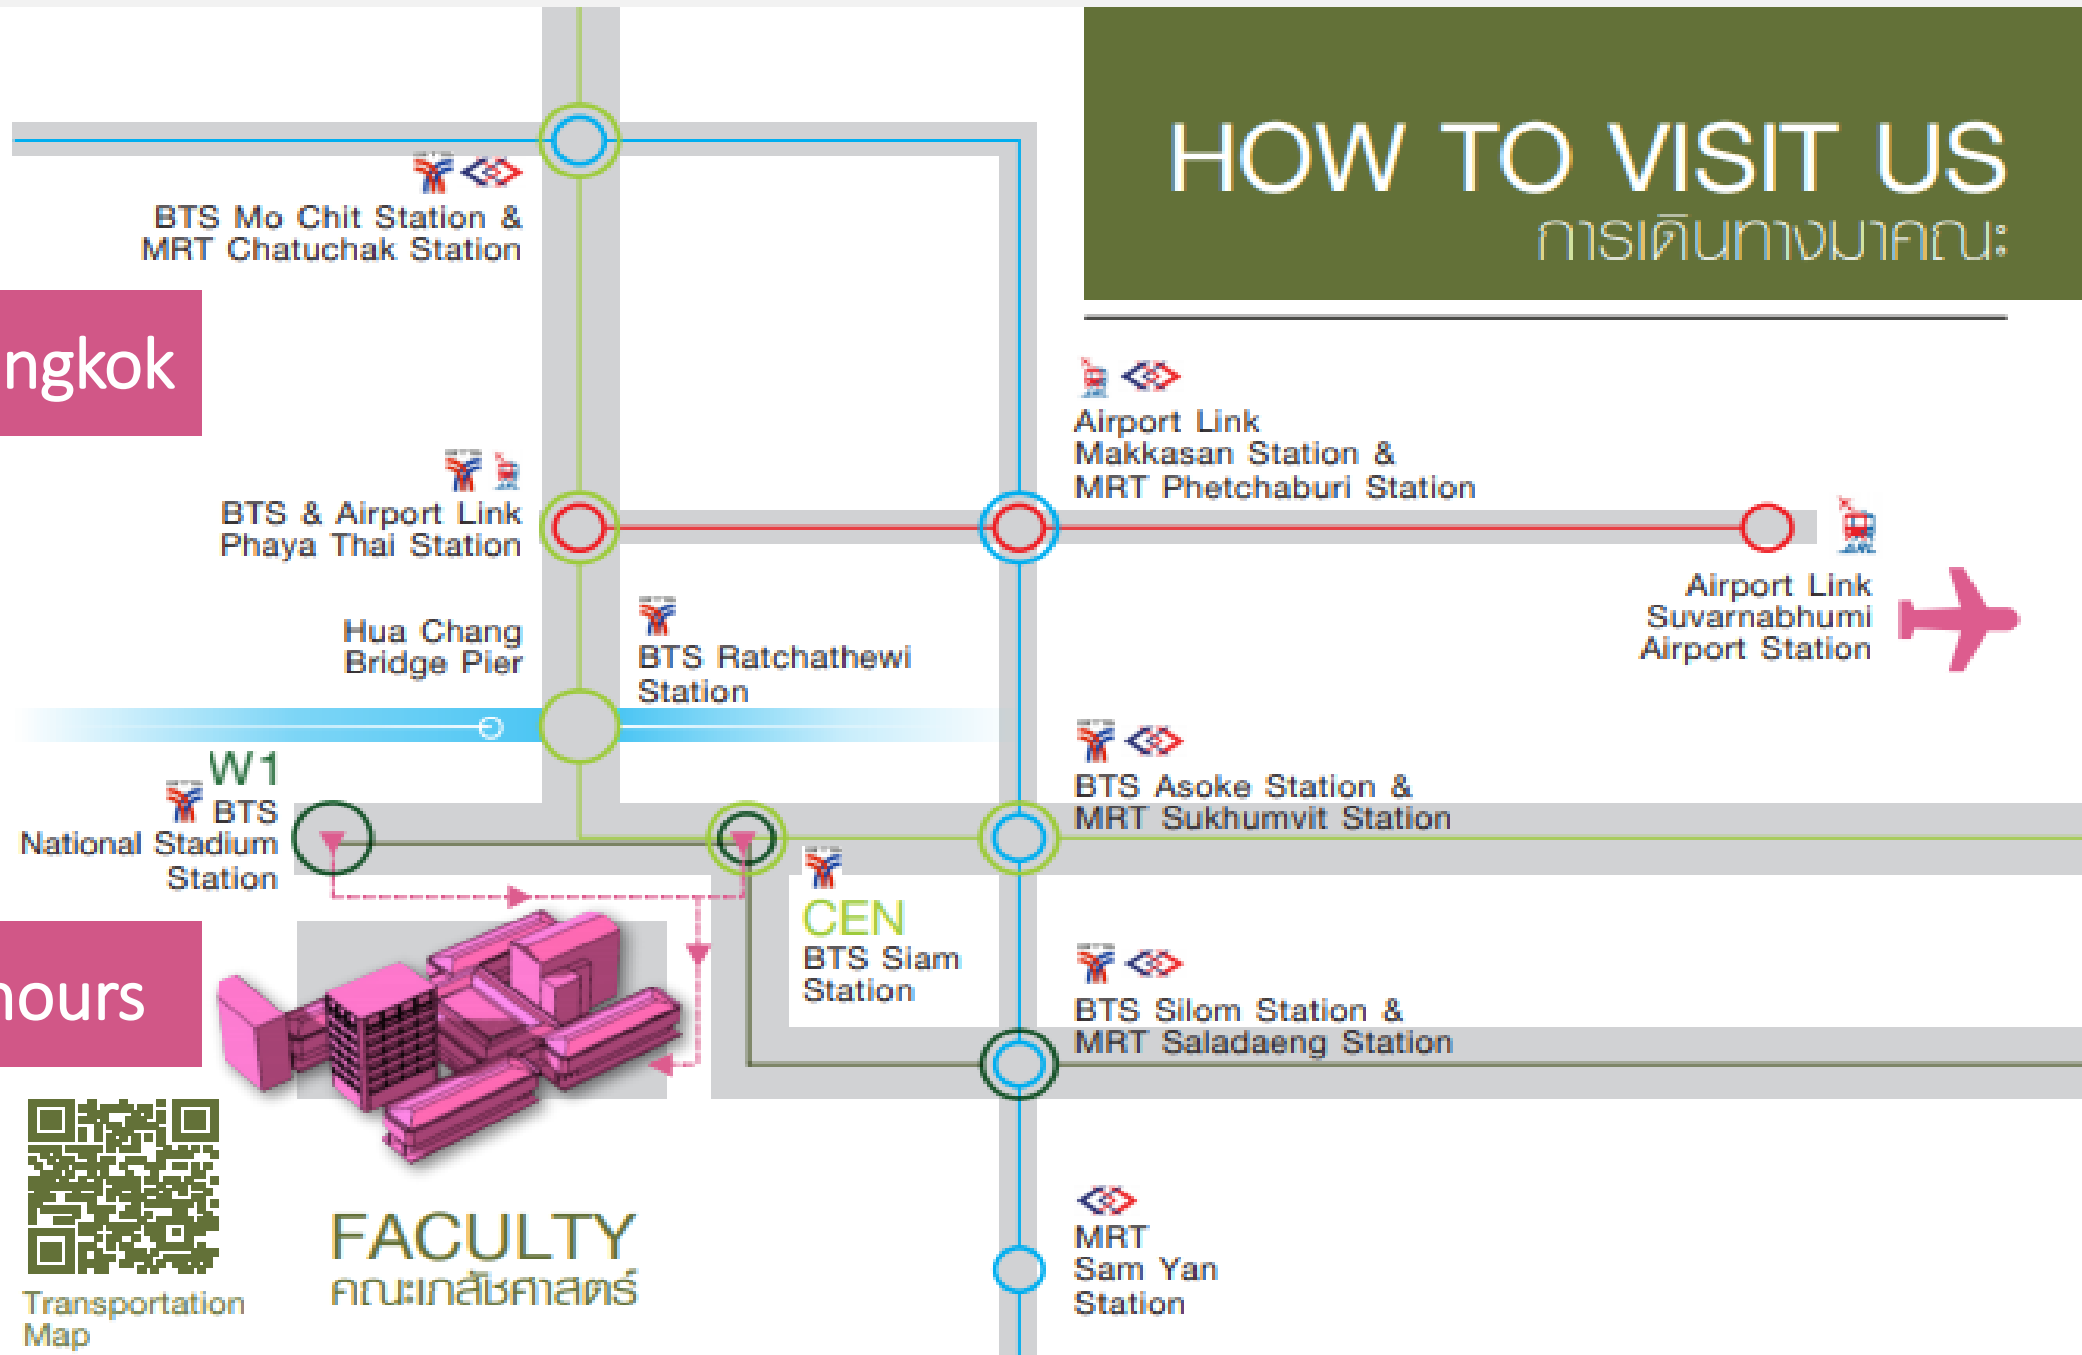 HOW TO VISIT US
การเดินทางมาคณะ
BTS Mo Chit Station &
MRT Chatuchak Station
ngkok
Airport Link
Makkasan Station &
MRT Phetchaburi Station
BTS & Airport Link
Phaya Thai Station
Airport Link
Suvarnabhumi
Airport Station
Hua Chang
Bridge Pier
BTS Ratchathewi
Station
W1
BTS
National Stadium
Station
BTS Asoke Station &
MRT Sukhumvit Station
CEN
BTS Siam
Station
hours
BTS Silom Station &
MRT Saladaeng Station
FACULTY
คณะเภสัชศาสตร์
MRT
Sam Yan
Station
Transportation
Map